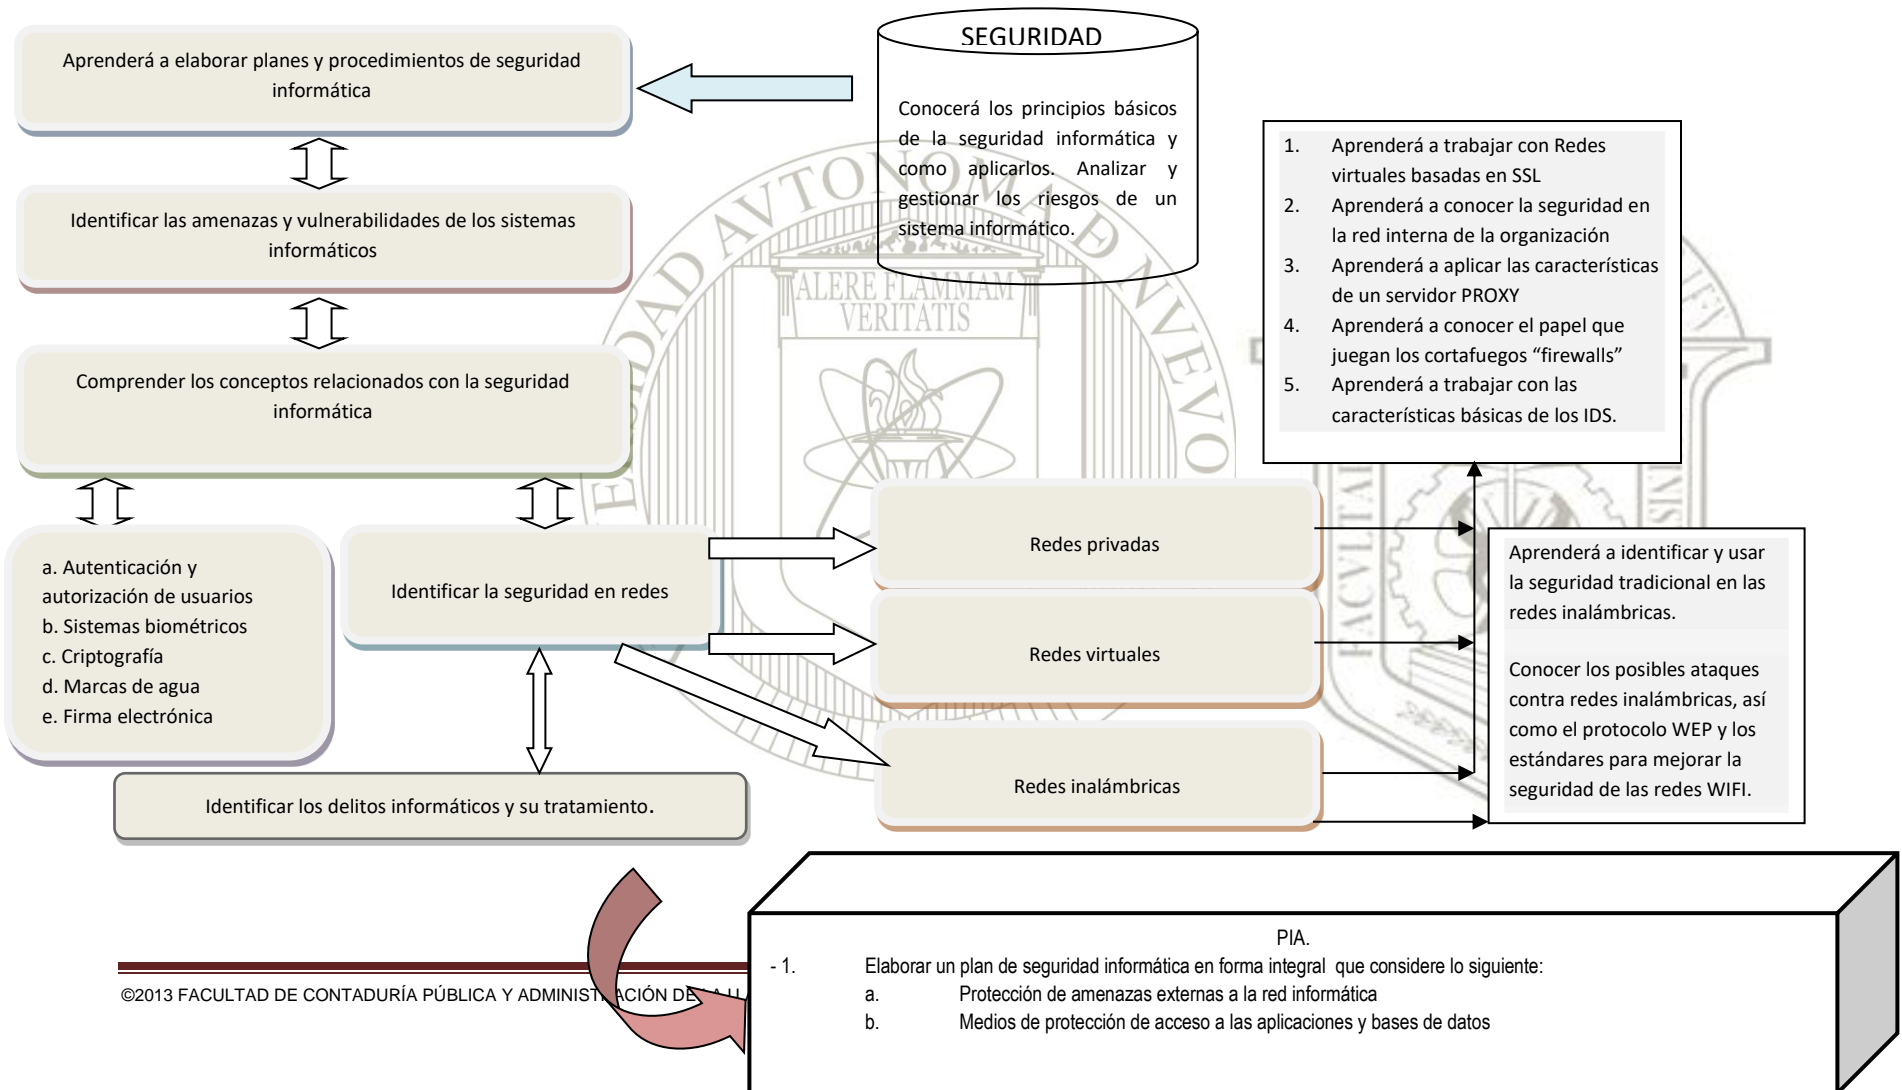 SEGURIDAD
Conocerá los principios básicos
de la seguridad informática y
como aplicarlos. Analizar y
gestionar los riesgos de un
sistema informático.
Aprenderá a elaborar planes y procedimientos de seguridad
informática
Identificar las amenazas y vulnerabilidades de los sistemas
informáticos
Comprender los conceptos relacionados con la seguridad
informática
a. Autenticación y
autorización de usuarios
b. Sistemas biométricos
c. Criptografía
d. Marcas de agua
e. Firma electrónica
Identificar la seguridad en redes
Identificar los delitos informáticos y su tratamiento.
Redes privadas
Redes virtuales
Redes inalámbricas
1. Aprenderá a trabajar con Redes
virtuales basadas en SSL
2. Aprenderá a conocer la seguridad en
la red interna de la organización
3. Aprenderá a aplicar las características
de un servidor PROXY
4. Aprenderá a conocer el papel que
juegan los cortafuegos “firewalls”
5. Aprenderá a trabajar con las
características básicas de los IDS.
Aprenderá a identificar y usar
la seguridad tradicional en las
redes inalámbricas.
Conocer los posibles ataques
contra redes inalámbricas, así
como el protocolo WEP y los
estándares para mejorar la
seguridad de las redes WIFI.
ALERE FLAMMAM
VERITATIS
AVTONOMA DE NVEVO
PIA.
- 1. Elaborar un plan de seguridad informática en forma integral que considere lo siguiente:
a. Protección de amenazas externas a la red informática
b. Medios de protección de acceso a las aplicaciones y bases de datos
©2013 FACULTAD DE CONTADURÍA PÚBLICA Y